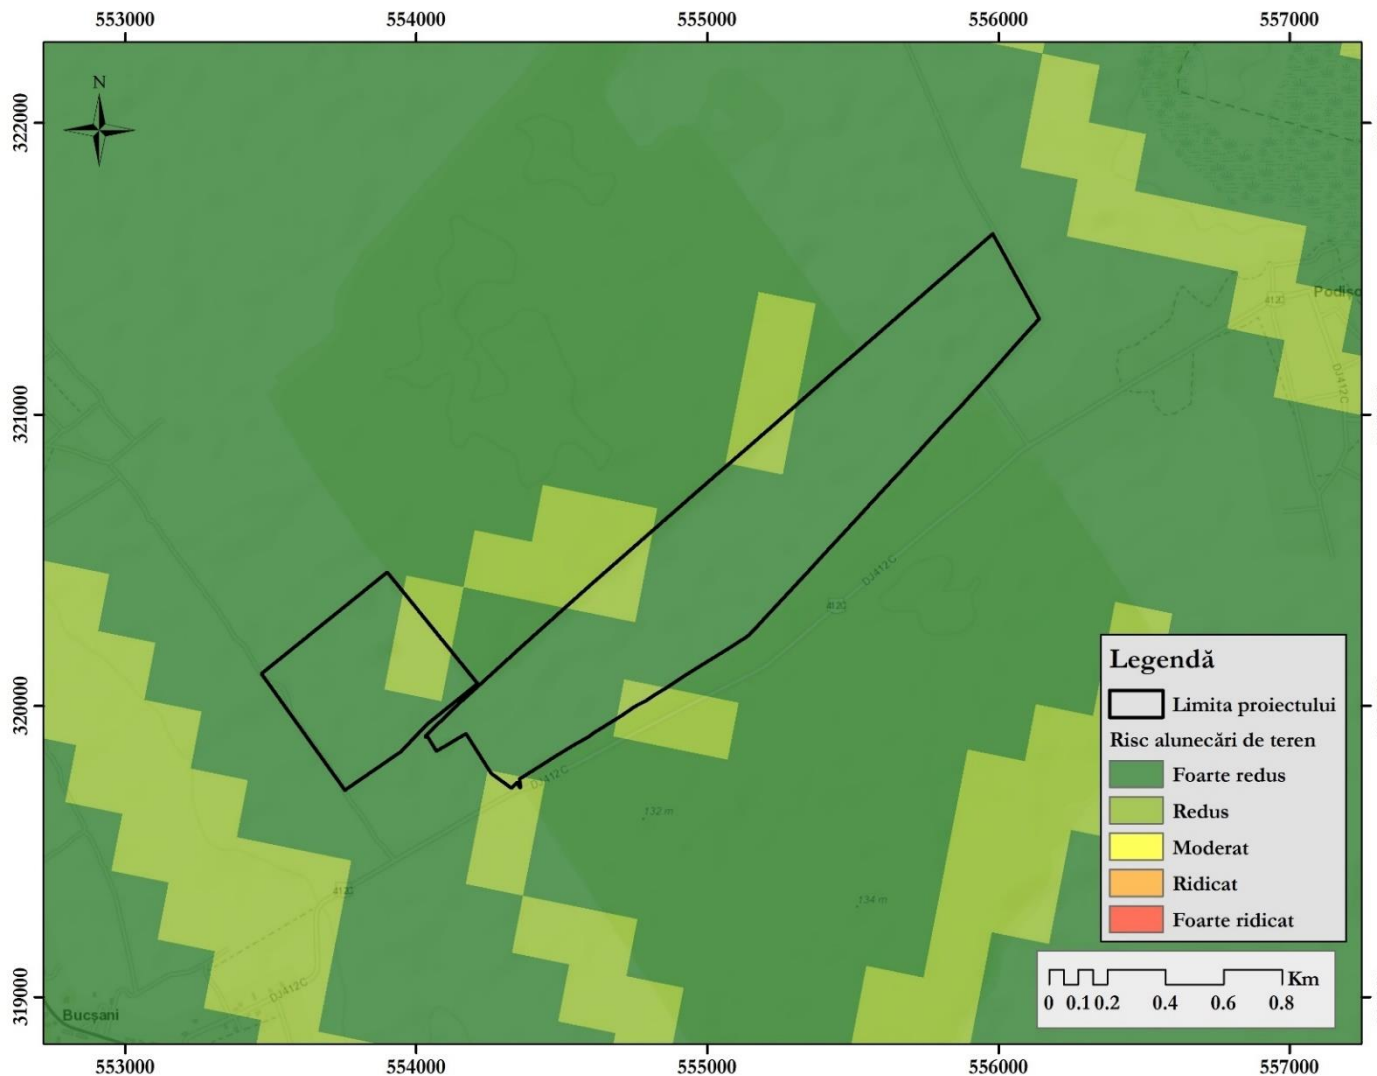 553000 554000 555000 556000 557000
N
322000
321000
320000
319000
Podișo
412C
DJ412C
DJ412C
412C
DJ412C
132 m
134 m
412C
DJ412C
Bucșani
Legendă
Limita proiectului
Risc alunecări de teren
Foarte redus
Redus
Moderat
Ridicat
Foarte ridicat
Km
0 0.1 0.2 0.4 0.6 0.8
553000 554000 555000 556000 557000